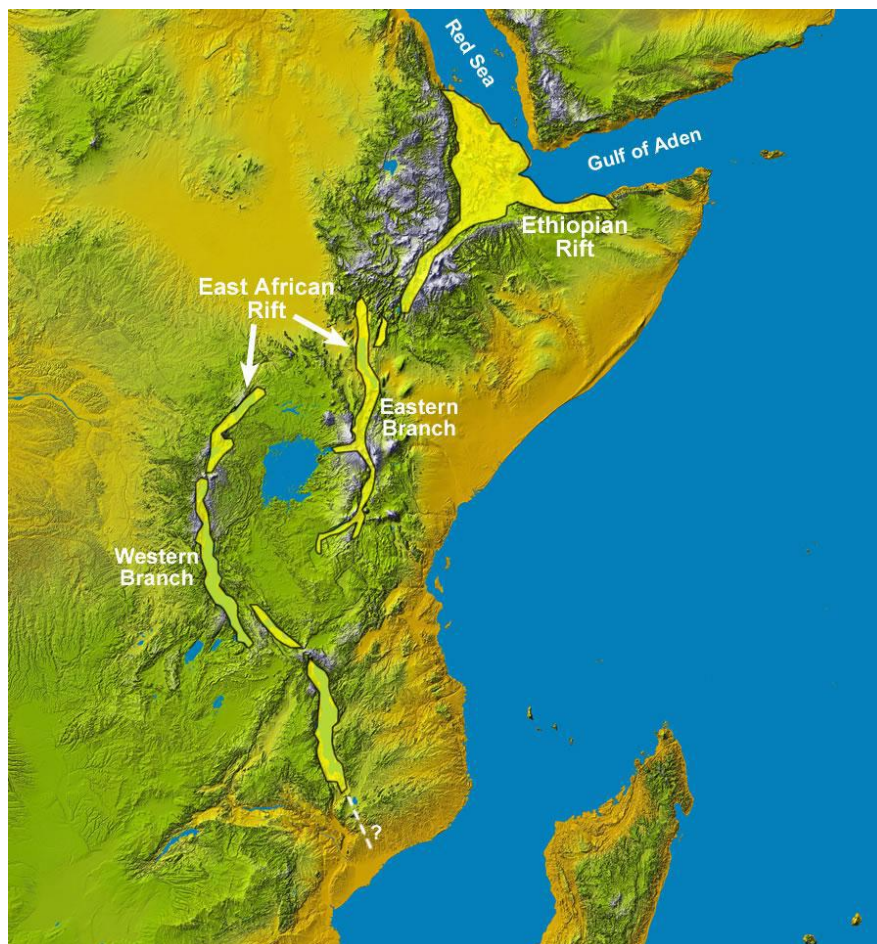 Red Sea
Gulf of Aden
Ethiopian
Rift
East African
Rift
Eastern
Branch
Western
Branch
?